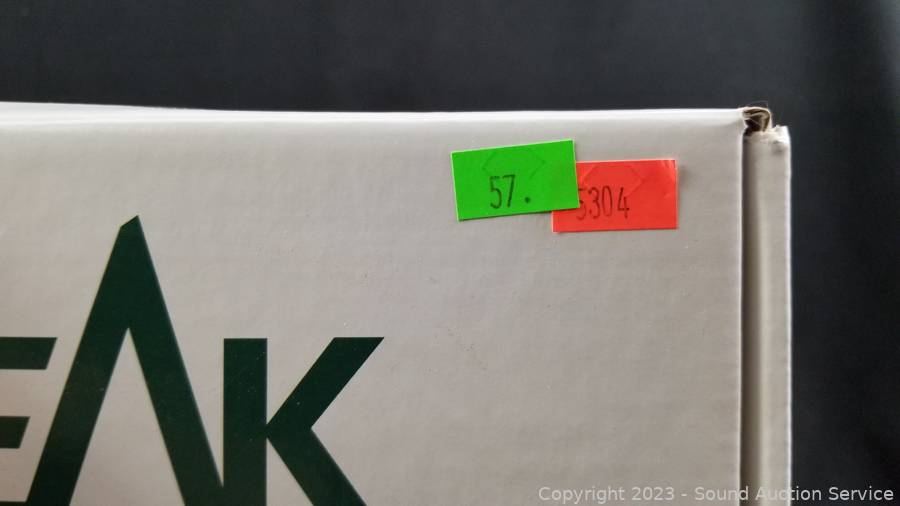 57.
5304
EAK
Copyright 2023 - Sound Auction Service